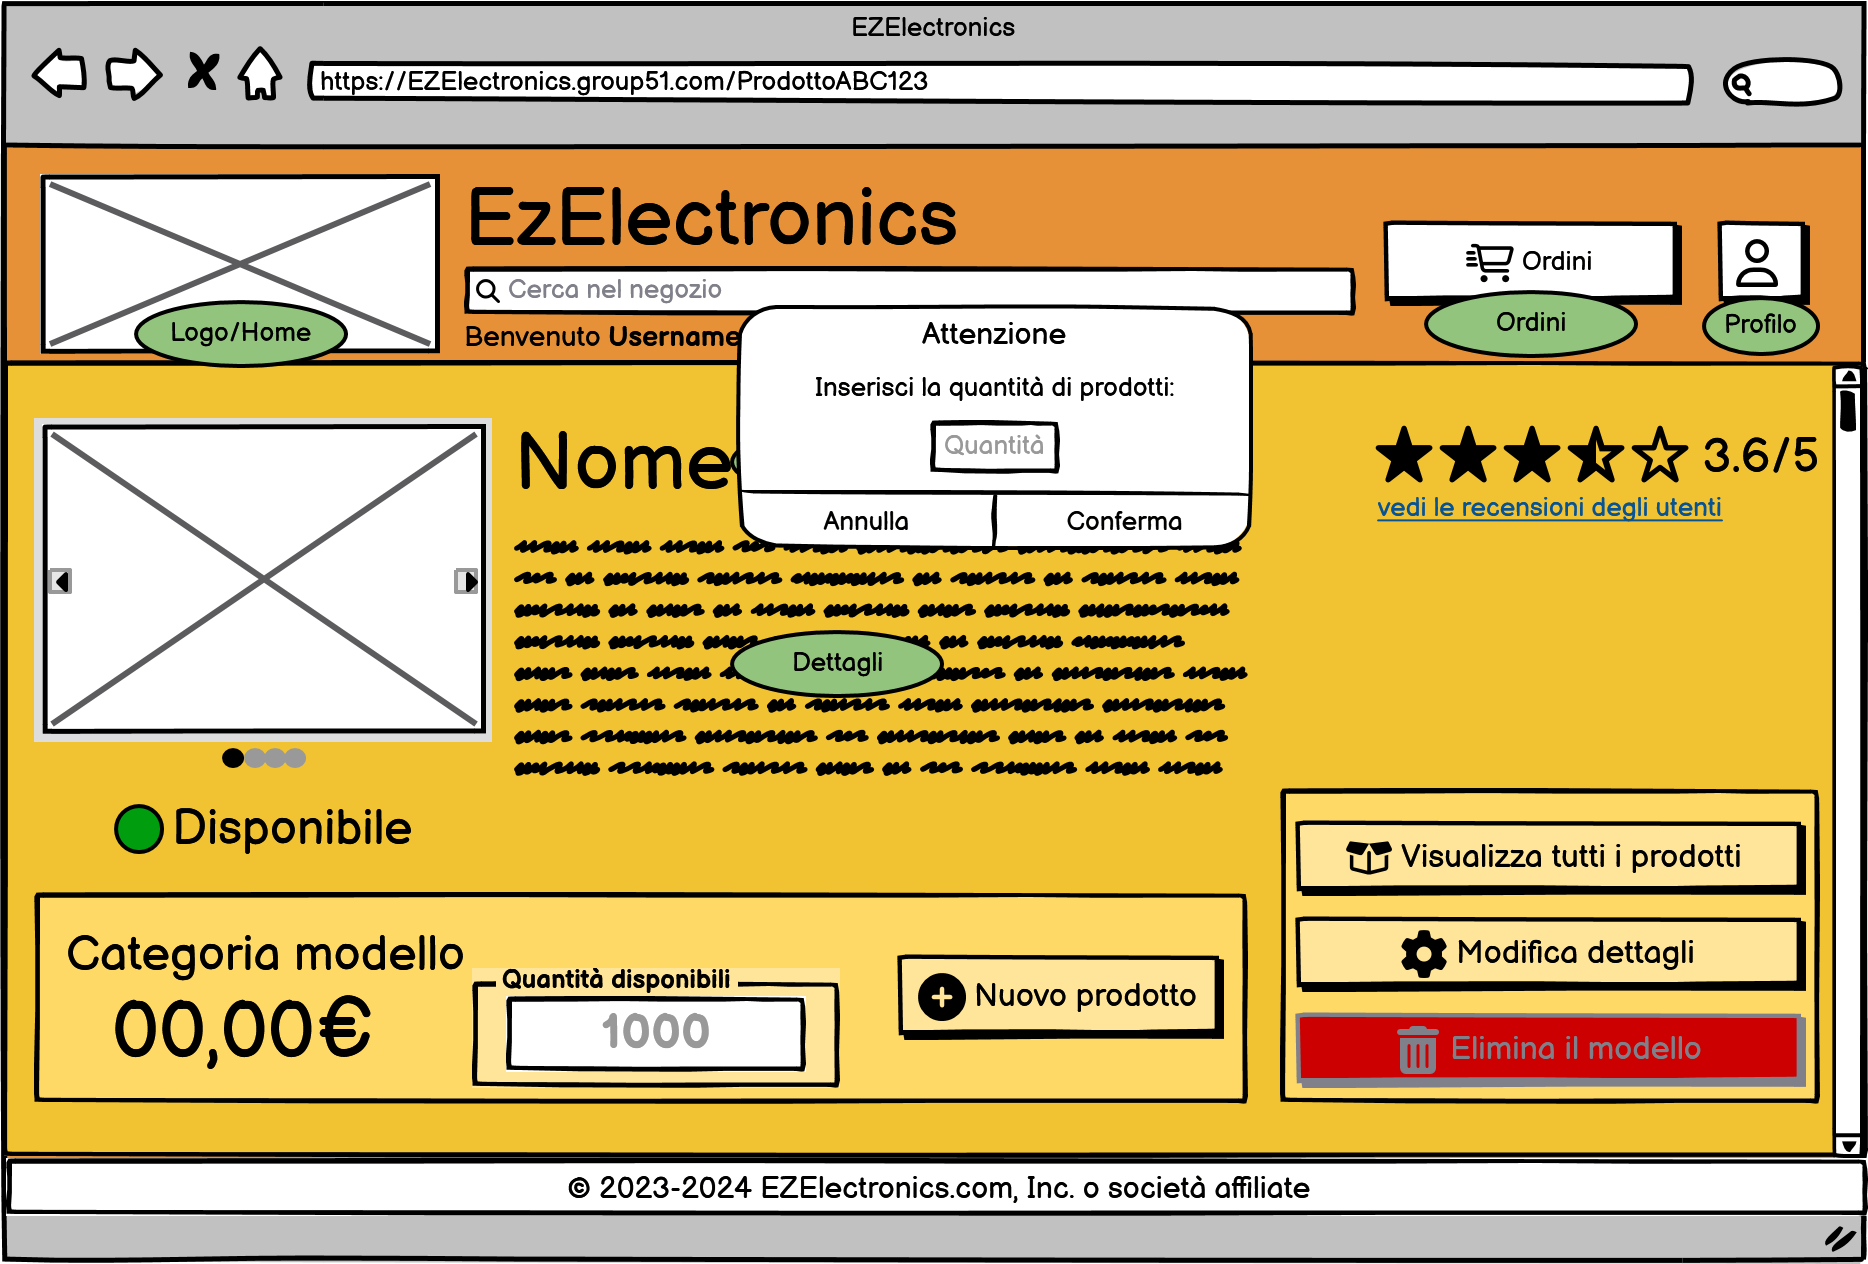 EZElectronics
https://EZElectronics.group51.com/ProdottoABC123
EzElectronics
Cerca nel negozio
Benvenuto Username
Logo/Home
Ordini
Ordini
Profilo
Attenzione
Inserisci la quantità di prodotti:
Quantità
Annulla
Conferma
Nome
3.6/5
vedi le recensioni degli utenti
Dettagli
Disponibile
Categoria modello
00,00€
Quantità disponibili
1000
Nuovo prodotto
Visualizza tutti i prodotti
Modifica dettagli
Elimina il modello
© 2023-2024 EZElectronics.com, Inc. o società affiliate